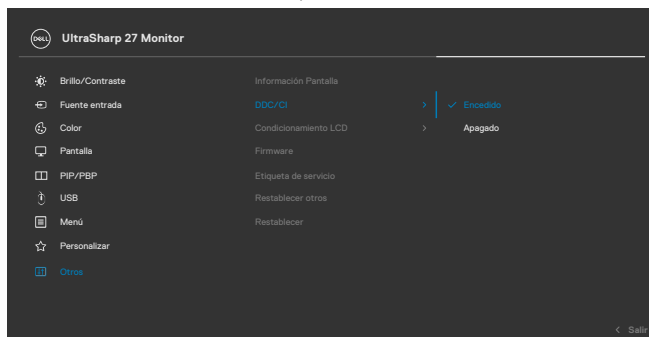 DELL UltraSharp 27 Monitor
Brillo/Contraste Información Pantalla
Fuente entrada DDC/CI > ✓ Encedido
Color Condicionamiento LCD > Apagado
Pantalla Firmware
PIP/PBP Etiqueta de servicio
USB Restablecer otros
Menú Restablecer
Personalizar
Otros
< Salir